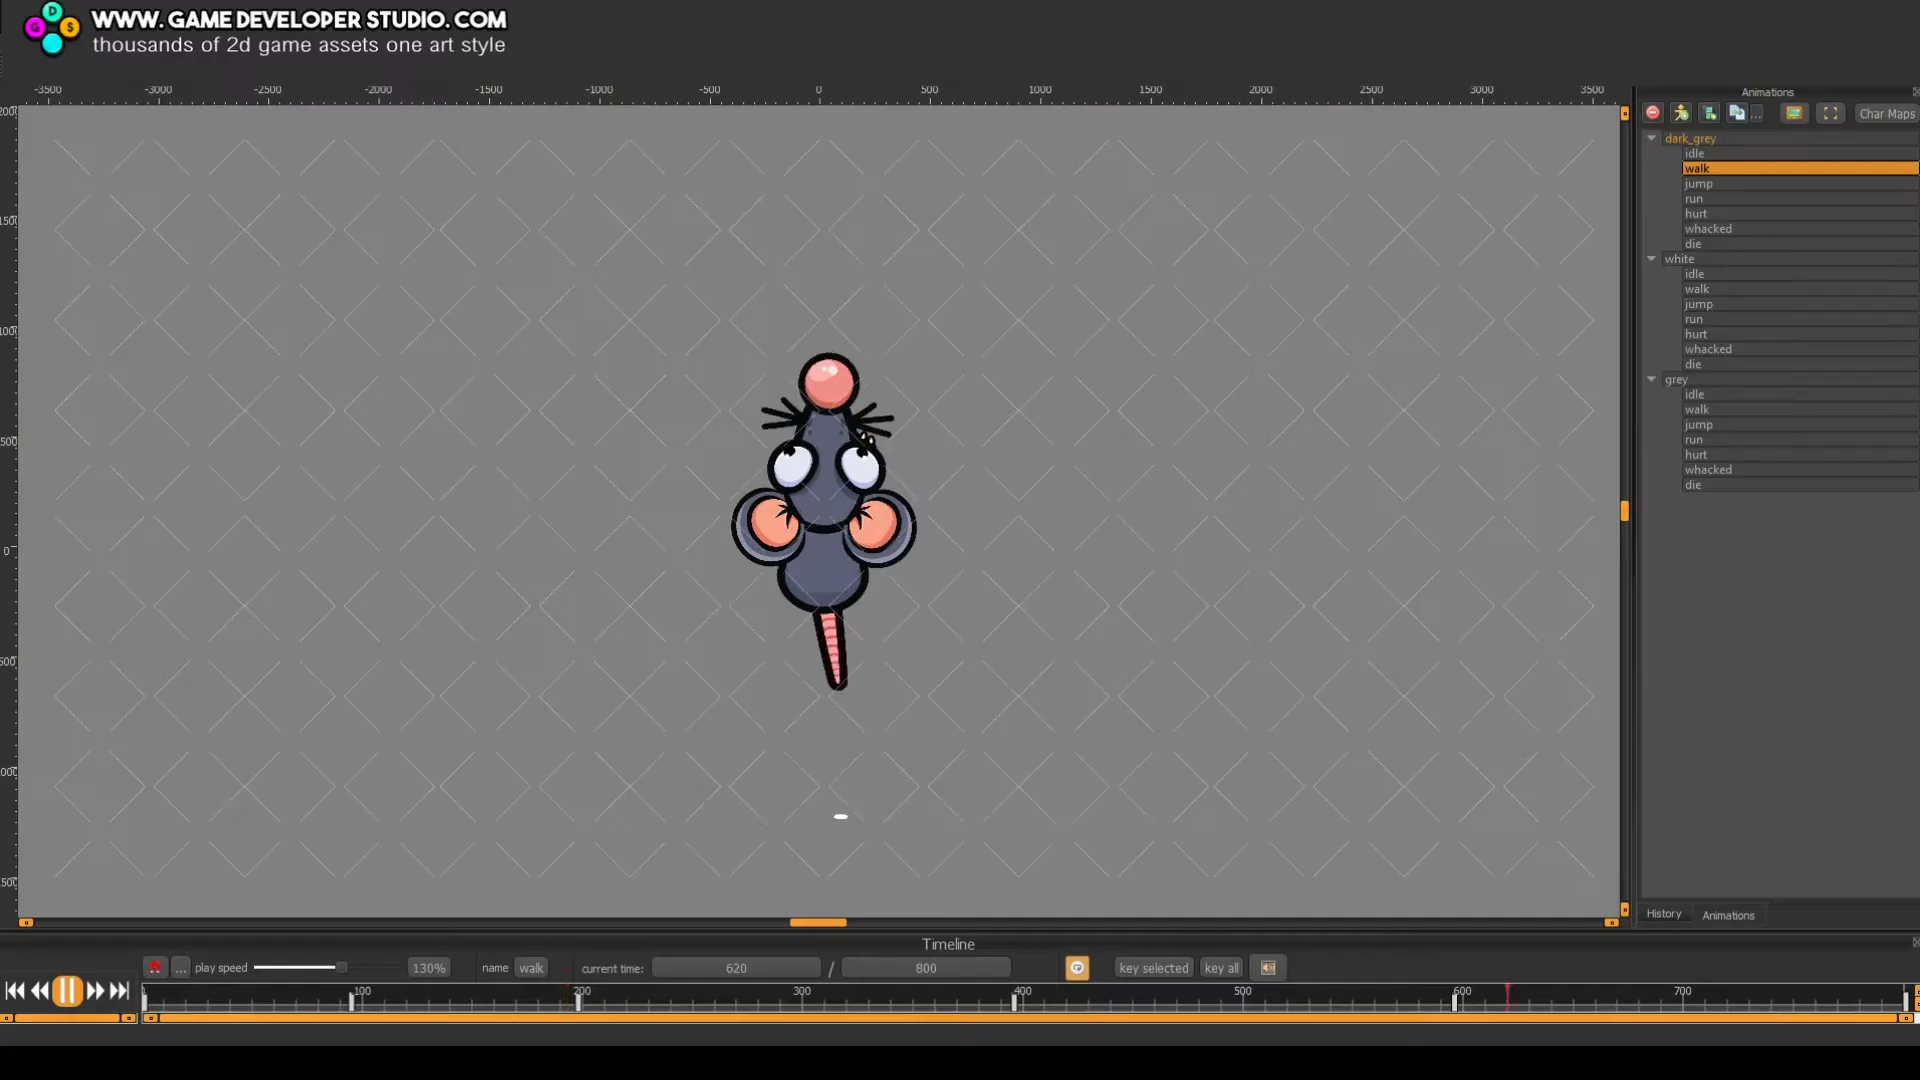 D
G S
WWW. GAME DEVELOPER STUDIO. COM
thousands of 2d game assets one art style
-3500 -3000 -2500 -2000 -1500 -1000 -500 0 500 1000 1500 2000 2500 3000 3500
Animations
... Char Maps
dark_grey
idle
walk
jump
run
hurt
whacked
die
white
idle
walk
jump
run
hurt
whacked
die
grey
idle
walk
jump
run
hurt
whacked
die
0
History Animations
Timeline
... play speed 130% name walk current time: 620 / 800 key selected key all
100 200 300 400 500 600 700